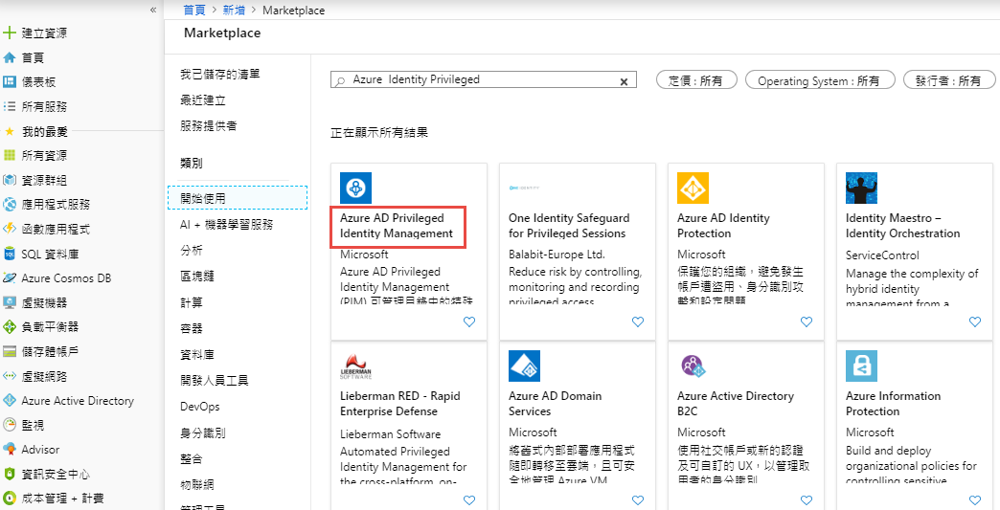 «
首頁 > 新增 > Marketplace
建立資源
首頁
儀表板
所有服務
我的最愛
所有資源
資源群組
應用程式服務
函數應用程式
SQL 資料庫
Azure Cosmos DB
虛擬機器
負載平衡器
儲存體帳戶
虛擬網路
Azure Active Directory
監視
Advisor
資訊安全中心
成本管理 + 計費
Marketplace
我已儲存的清單
最近建立
服務提供者
類別
開始使用
AI + 機器學習服務
分析
區塊鏈
計算
容器
資料庫
開發人員工具
DevOps
身分識別
整合
物聯網
管理工具
Azure Identity Privileged
定價 : 所有
Operating System : 所有
發行者 : 所有
正在顯示所有結果
Azure AD Privileged
Identity Management
Microsoft
Azure AD Privileged
Identity Management
(PIM) 可管理目錄中的特殊
One Identity Safeguard
for Privileged Sessions
Balabit-Europe Ltd.
Reduce risk by controlling,
monitoring and recording
privileged access
Azure AD Identity
Protection
Microsoft
保護您的組織，避免發生
帳戶遭盜用、身分識別攻
擊和設定問題
Identity Maestro –
Identity Orchestration
ServiceControl
Manage the complexity of
hybrid identity
management from a
LIEBERMAN
SOFTWARE
Lieberman RED - Rapid
Enterprise Defense
Lieberman Software
Automated Privileged
Identity Management for
the cross-platform, on-
Azure AD Domain
Services
Microsoft
將舊式內部部署應用程式
隨即轉移至雲端，且可安
全地管理 Azure VM
Azure Active Directory
B2C
Microsoft
使用社交帳戶或新的認證
及可自訂的 UX，以管理取
用者的身分識別
Azure Information
Protection
Microsoft
Build and deploy
organizational policies for
controlling sensitive